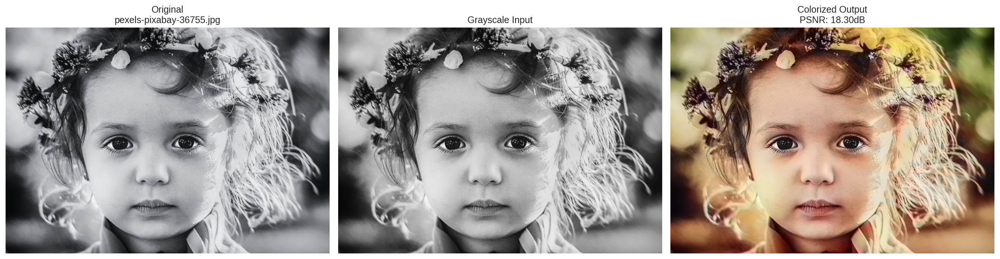 Original
pexels-pixabay-36755.jpg
Grayscale Input
Colorized Output
PSNR: 18.30dB